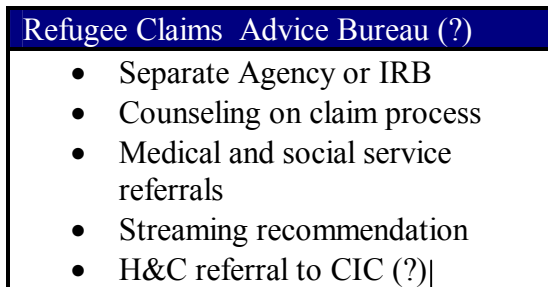 Refugee Claims  Advice Bureau (?)
• Separate Agency or IRB
• Counseling on claim process
• Medical and social service
referrals
• Streaming recommendation
• H&C referral to CIC (?)|